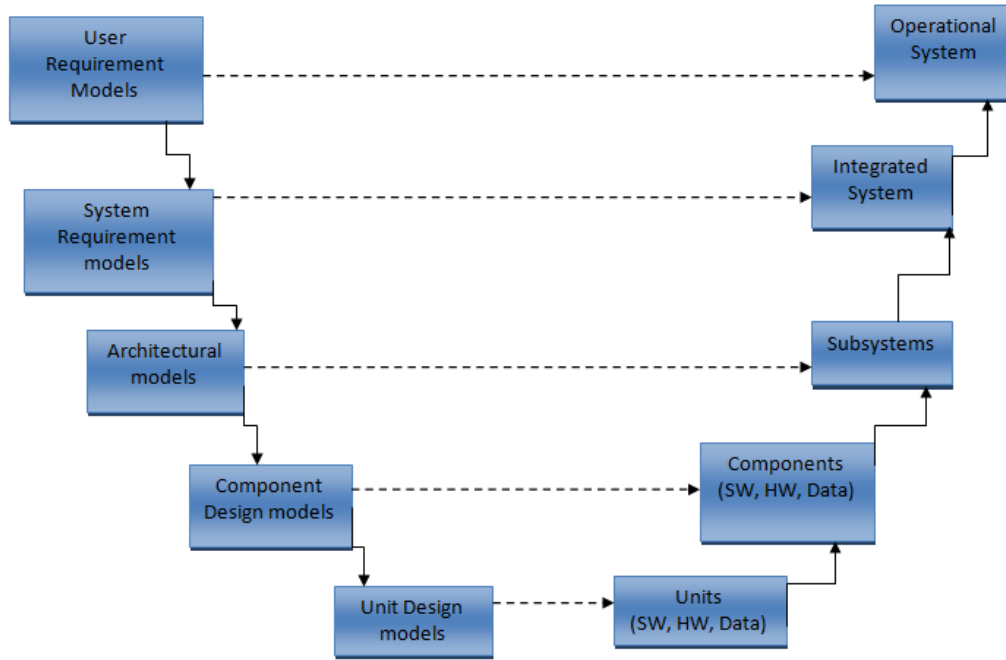 User
Requirement
Models
Operational
System
Integrated
System
System
Requirement
models
Architectural
models
Subsystems
Component
Design models
Components
(SW, HW, Data)
Unit Design
models
Units
(SW, HW, Data)